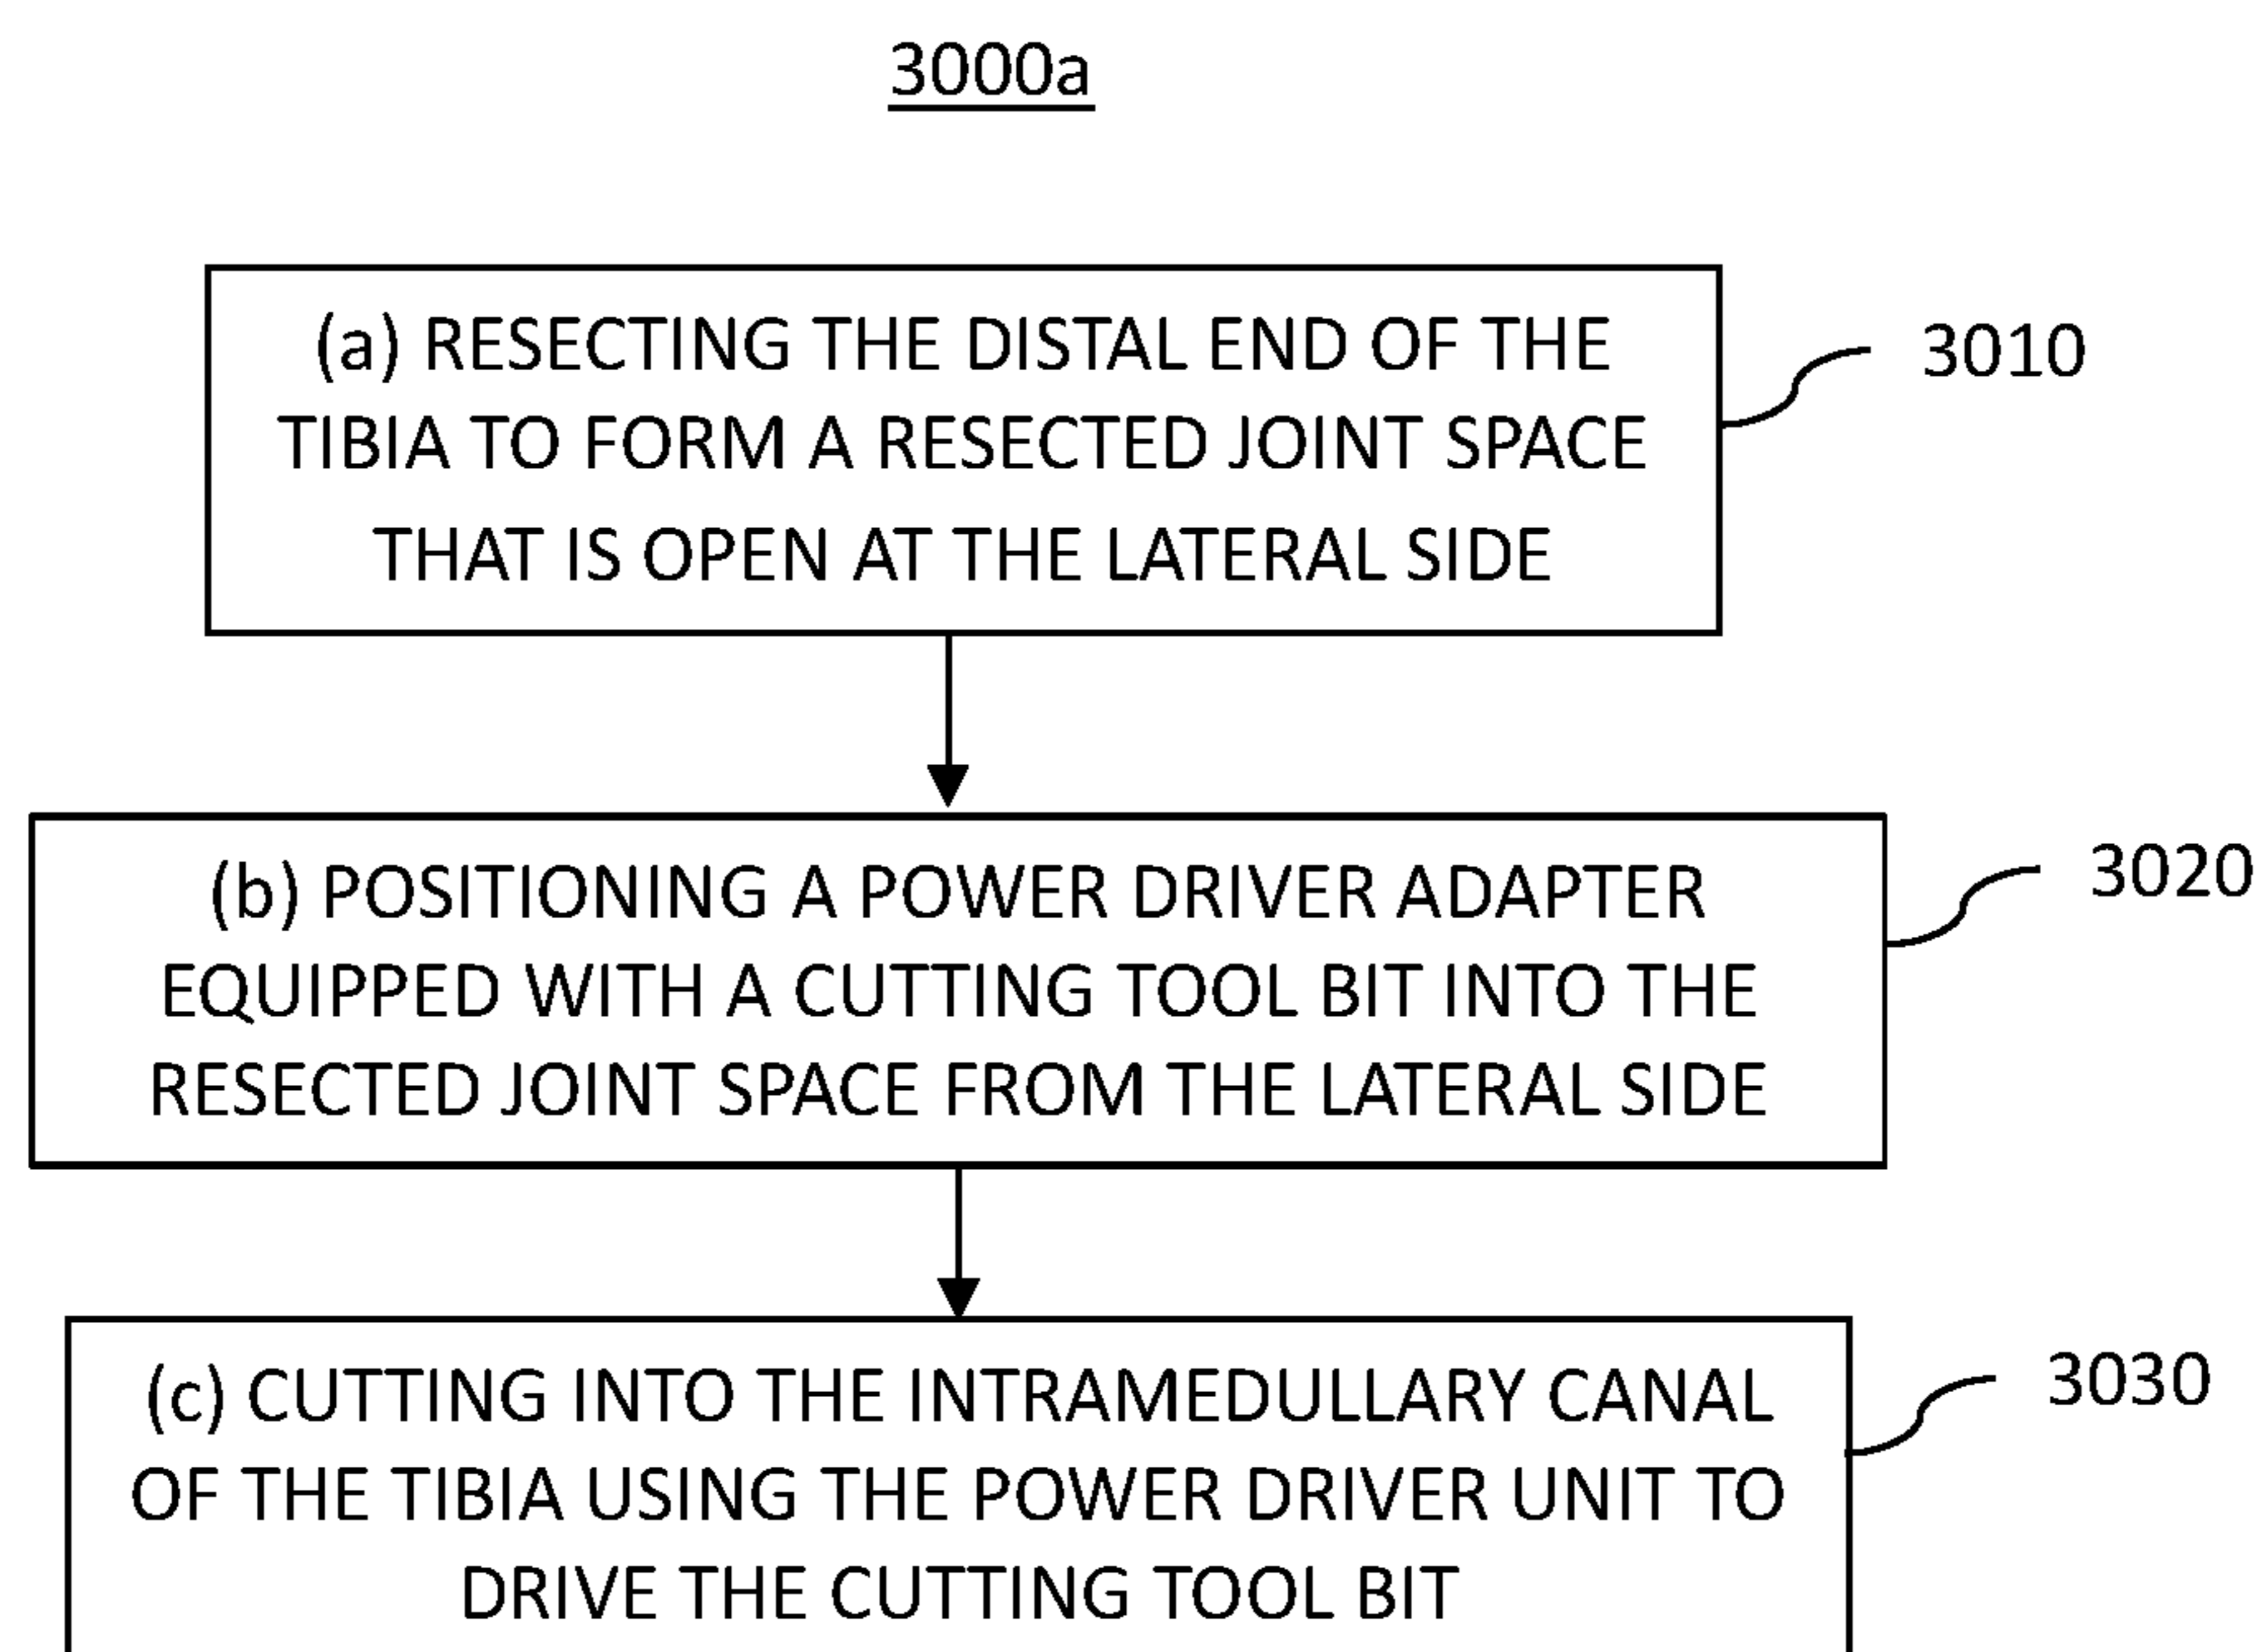 3000a
(a) RESECTING THE DISTAL END OF THE
TIBIA TO FORM A RESECTED JOINT SPACE
THAT IS OPEN AT THE LATERAL SIDE
3010
(b) POSITIONING A POWER DRIVER ADAPTER
EQUIPPED WITH A CUTTING TOOL BIT INTO THE
RESECTED JOINT SPACE FROM THE LATERAL SIDE
3020
(c) CUTTING INTO THE INTRAMEDULLARY CANAL
OF THE TIBIA USING THE POWER DRIVER UNIT TO
DRIVE THE CUTTING TOOL BIT
3030